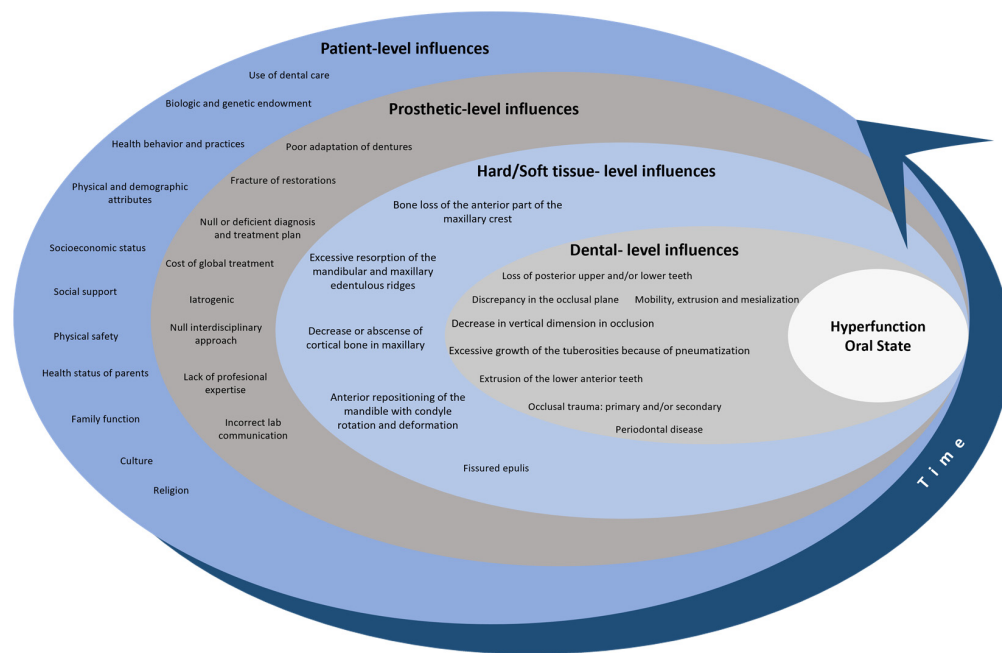 Patient-level influences
Use of dental care
Biologic and genetic endowment
Health behavior and practices
Physical and demographic
attributes
Socioeconomic status
Social support
Physical safety
Health status of parents
Family function
Culture
Religion
Prosthetic-level influences
Poor adaptation of dentures
Fracture of restorations
Null or deficient diagnosis
and treatment plan
Cost of global treatment
Iatrogenic
Null interdisciplinary
approach
Lack of profesional
expertise
Incorrect lab
communication
Hard/Soft tissue- level influences
Bone loss of the anterior part of the
maxillary crest
Excessive resorption of the
mandibular and maxillary
edentulous ridges
Decrease or abscense of
cortical bone in maxillary
Anterior repositioning of the
mandible with condyle
rotation and deformation
Fissured epulis
Dental- level influences
Loss of posterior upper and/or lower teeth
Discrepancy in the occlusal plane
Mobility, extrusion and mesialization
Decrease in vertical dimension in occlusion
Excessive growth of the tuberosities because of pneumatization
Extrusion of the lower anterior teeth
Occlusal trauma: primary and/or secondary
Periodontal disease
Hyperfunction
Oral State
Time